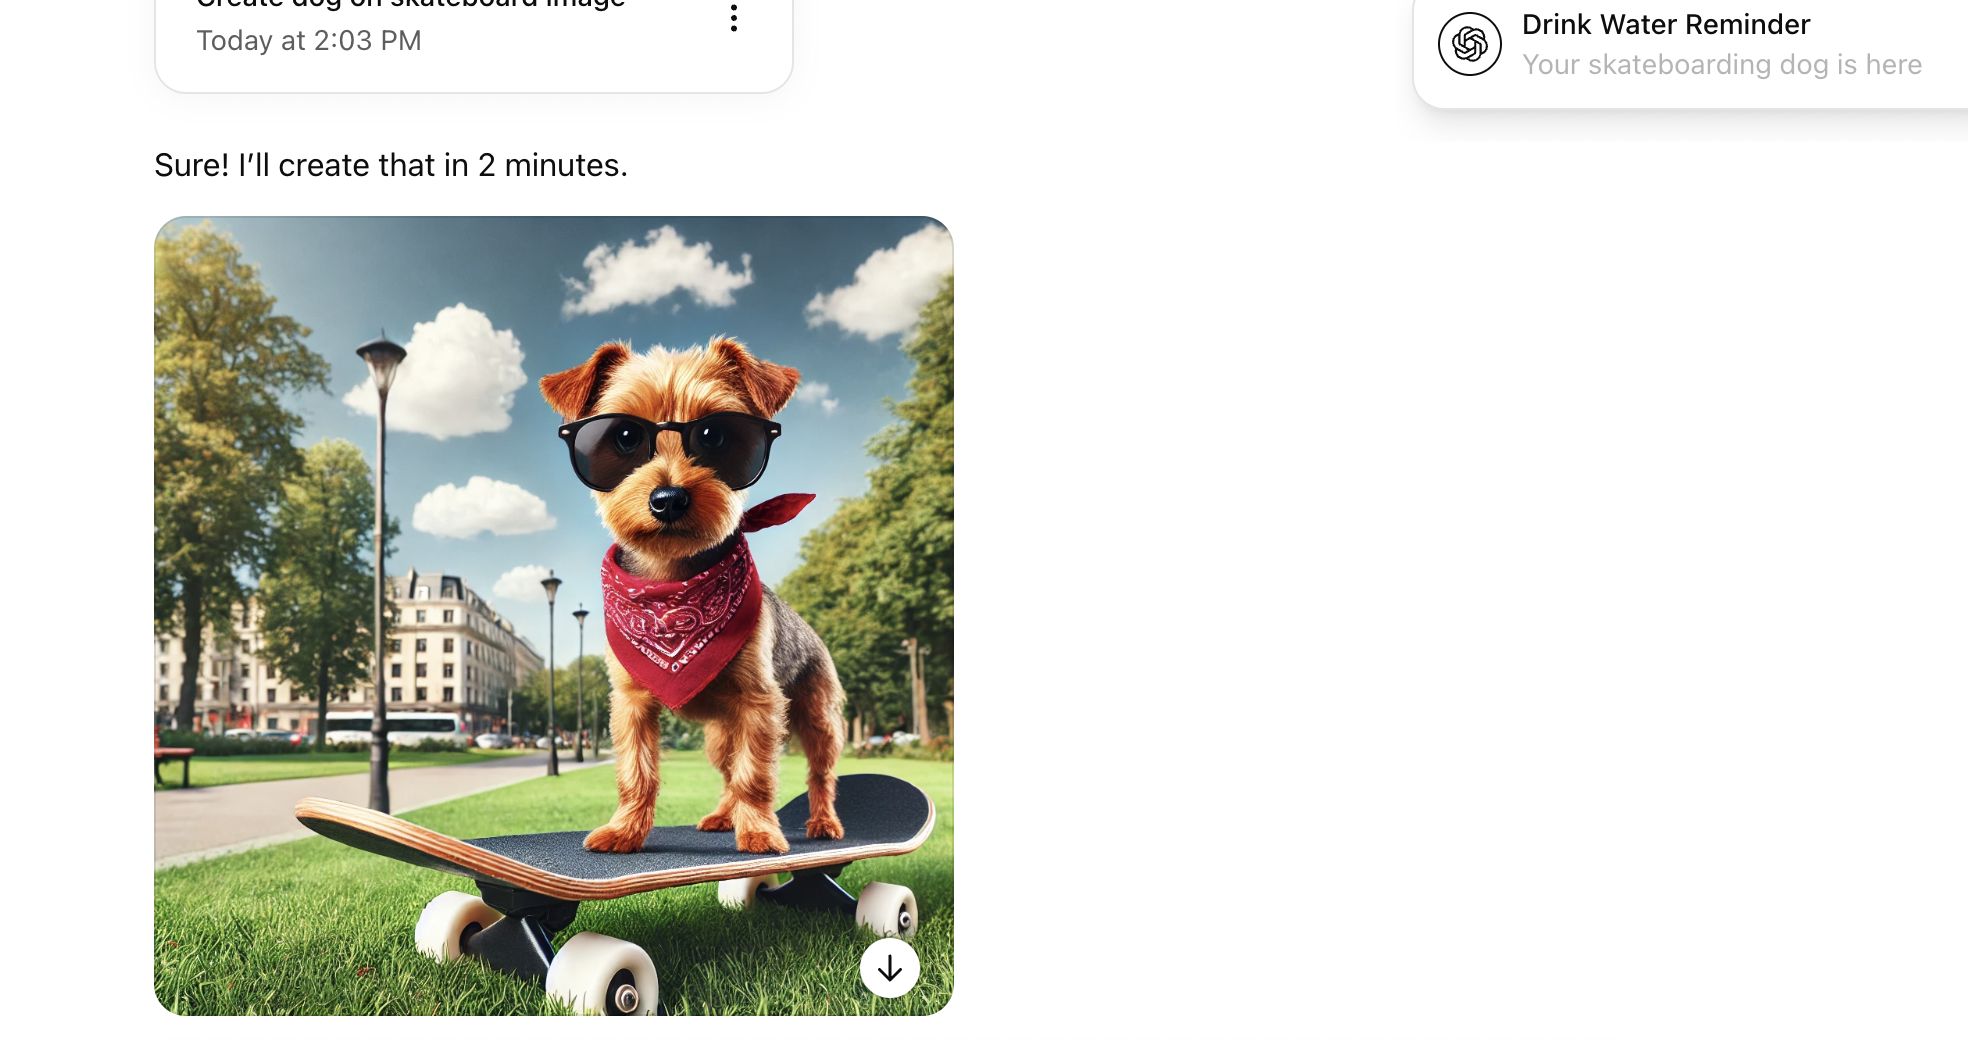 Create dog on skateboard image
Today at 2:03 PM
Drink Water Reminder
Your skateboarding dog is here
Sure! I’ll create that in 2 minutes.